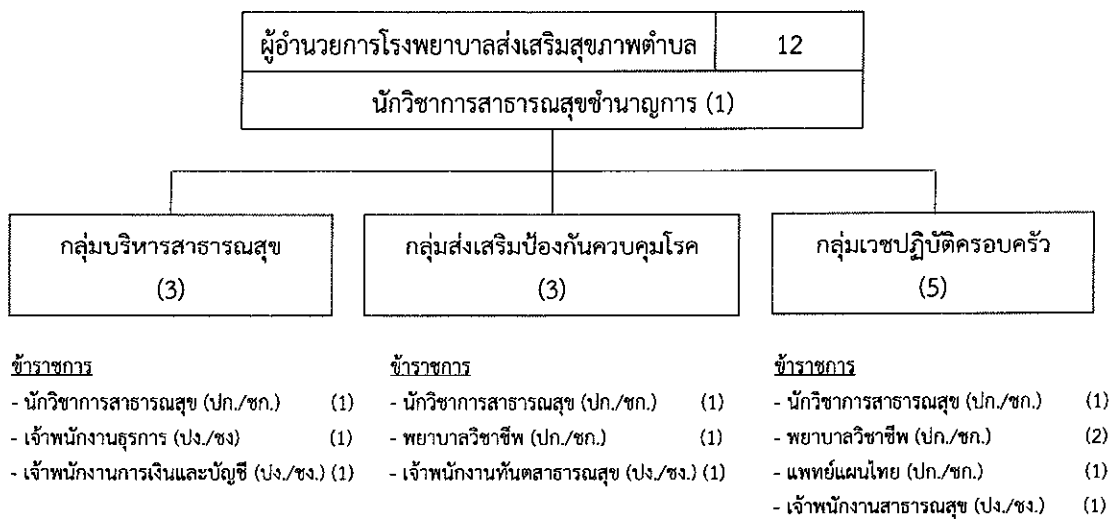 ผู้อำนวยการโรงพยาบาลส่งเสริมสุขภาพตำบล 12
นักวิชาการสาธารณสุขชำนาญการ (1)
กลุ่มบริหารสาธารณสุข
(3)
กลุ่มส่งเสริมป้องกันควบคุมโรค
(3)
กลุ่มเวชปฏิบัติครอบครัว
(5)
ข้าราชการ
- นักวิชาการสาธารณสุข (ปก./ชก.) (1)
- เจ้าพนักงานธุรการ (ปง./ชง) (1)
- เจ้าพนักงานการเงินและบัญชี (ปง./ชง.) (1)
ข้าราชการ
- นักวิชาการสาธารณสุข (ปก./ชก.) (1)
- พยาบาลวิชาชีพ (ปก./ชก.) (1)
- เจ้าพนักงานทันตสาธารณสุข (ปง./ชง.) (1)
ข้าราชการ
- นักวิชาการสาธารณสุข (ปก./ชก.) (1)
- พยาบาลวิชาชีพ (ปก./ชก.) (2)
- แพทย์แผนไทย (ปก./ชก.) (1)
- เจ้าพนักงานสาธารณสุข (ปง./ชง.) (1)